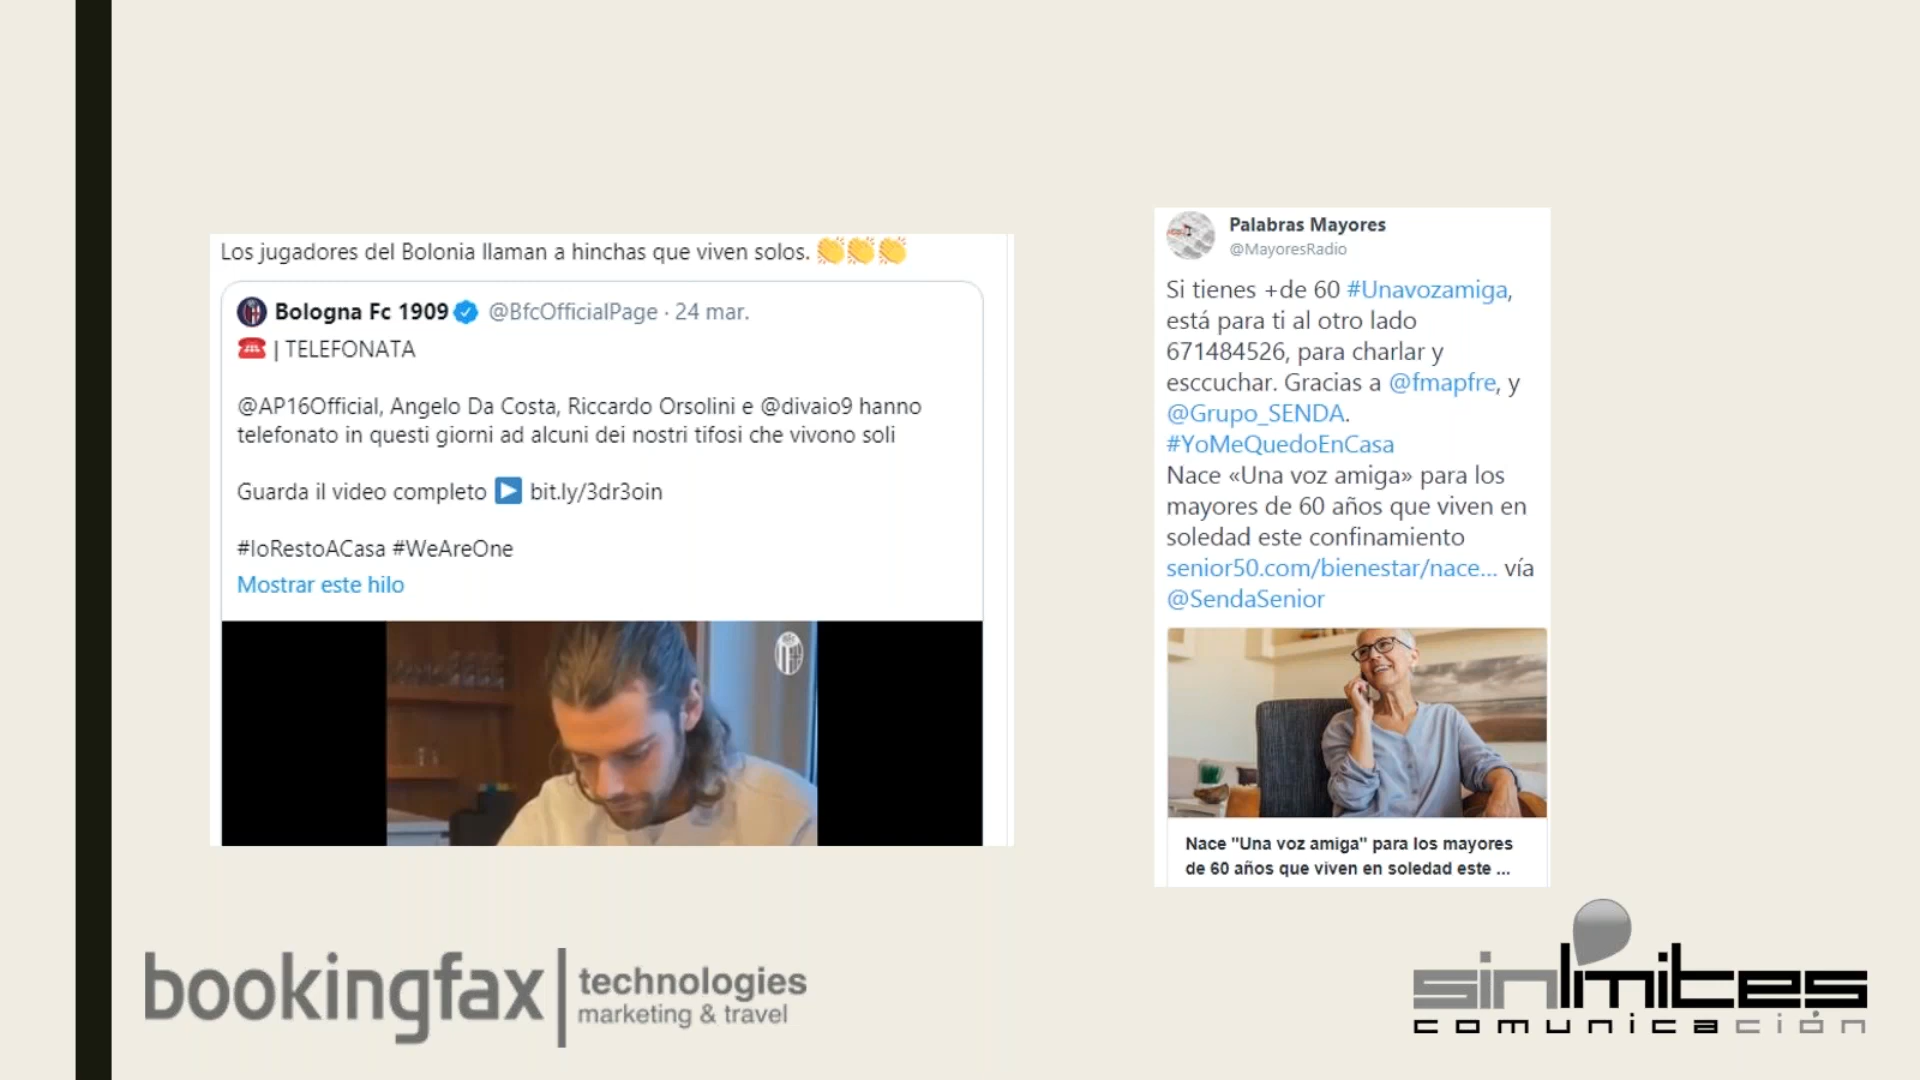 Los jugadores del Bolonia llaman a hinchas que viven solos. 👏👏👏
Bologna Fc 1909 @BfcOfficialPage · 24 mar.
☎️ | TELEFONATA
@AP16Official, Angelo Da Costa, Riccardo Orsolini e @divaio9 hanno
telefonato in questi giorni ad alcuni dei nostri tifosi che vivono soli
Guarda il video completo ▶️ bit.ly/3dr3oin
#IoRestoACasa #WeAreOne
Mostrar este hilo
Palabras Mayores
@MayoresRadio
Si tienes +de 60 #Unavozamiga,
está para ti al otro lado
671484526, para charlar y
esccuchar. Gracias a @fmapfre, y
@Grupo_SENDA.
#YoMeQuedoEnCasa
Nace «Una voz amiga» para los
mayores de 60 años que viven en
soledad este confinamiento
senior50.com/bienestar/nace... vía
@SendaSenior
Nace "Una voz amiga" para los mayores
de 60 años que viven en soledad este ...
bookingfax | technologies
marketing & travel
sinlimites
comunicación